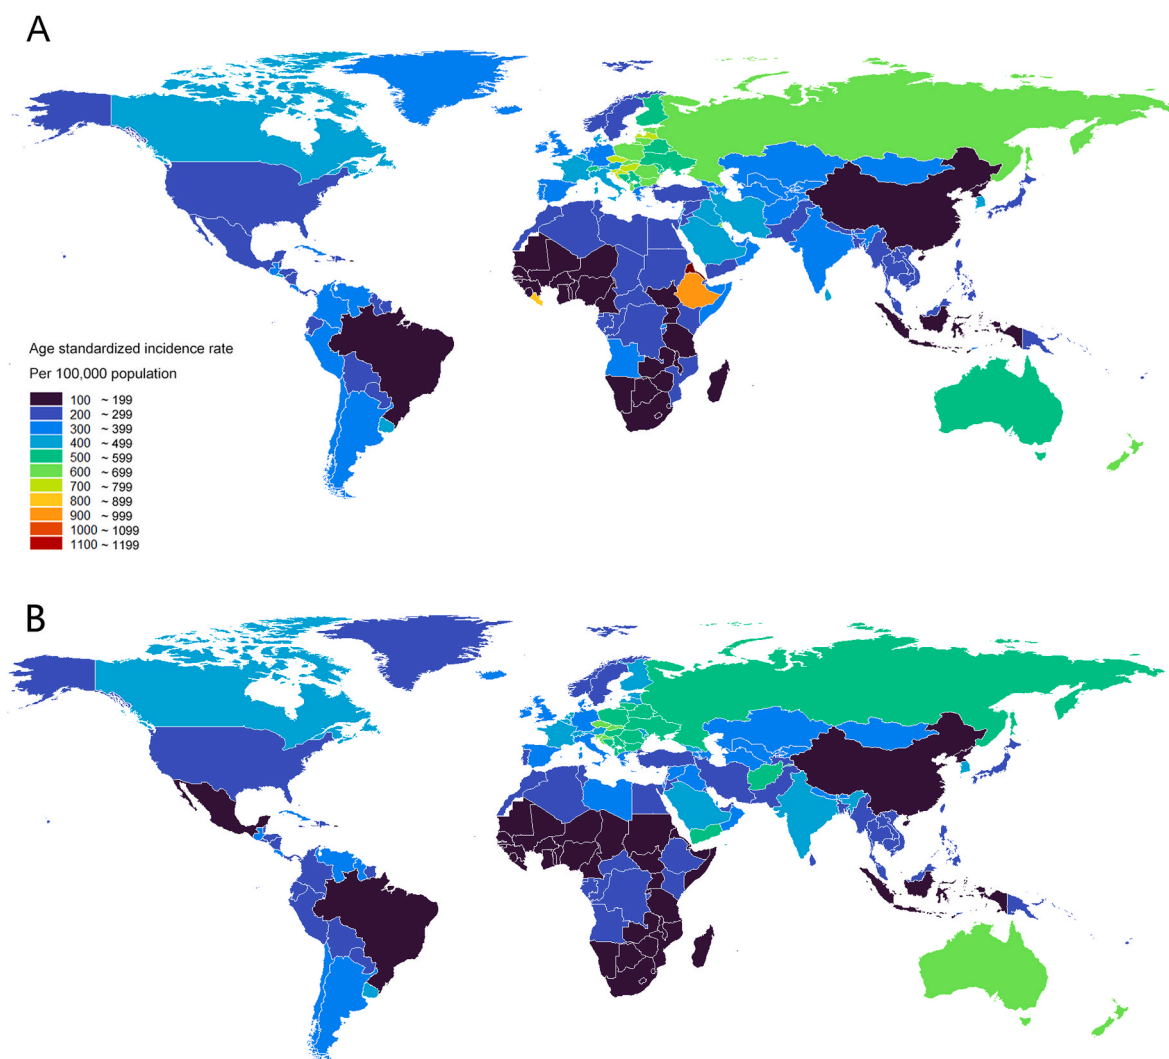 A
Age standardized incidence rate
Per 100,000 population
100 ~ 199
200 ~ 299
300 ~ 399
400 ~ 499
500 ~ 599
600 ~ 699
700 ~ 799
800 ~ 899
900 ~ 999
1000 ~ 1099
1100 ~ 1199
B